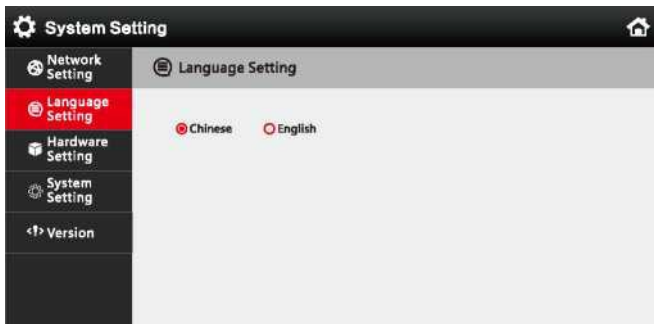 System Setting
Network
Setting
Language
Setting
Hardware
Setting
System
Setting
Version
Language Setting
Chinese English